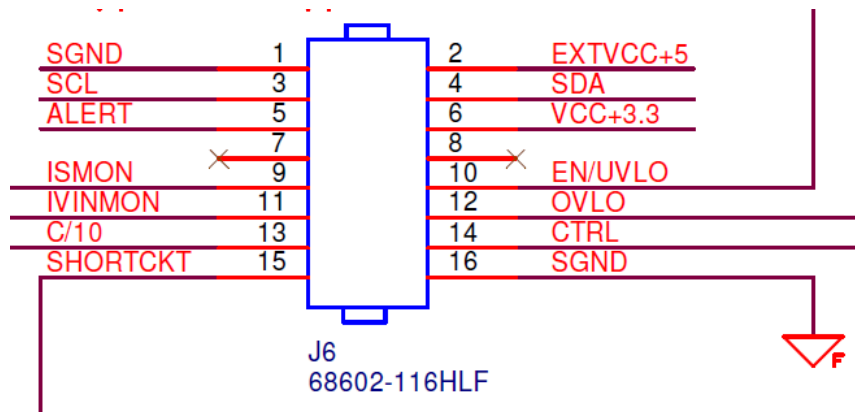 SGND 1 2 EXTVCC+5
SCL 3 4 SDA
ALERT 5 6 VCC+3.3
7 8
ISMON 9 10 EN/UVLO
IVINMON 11 12 OVLO
C/10 13 14 CTRL
SHORTCKT 15 16 SGND
F
J6
68602-116HLF